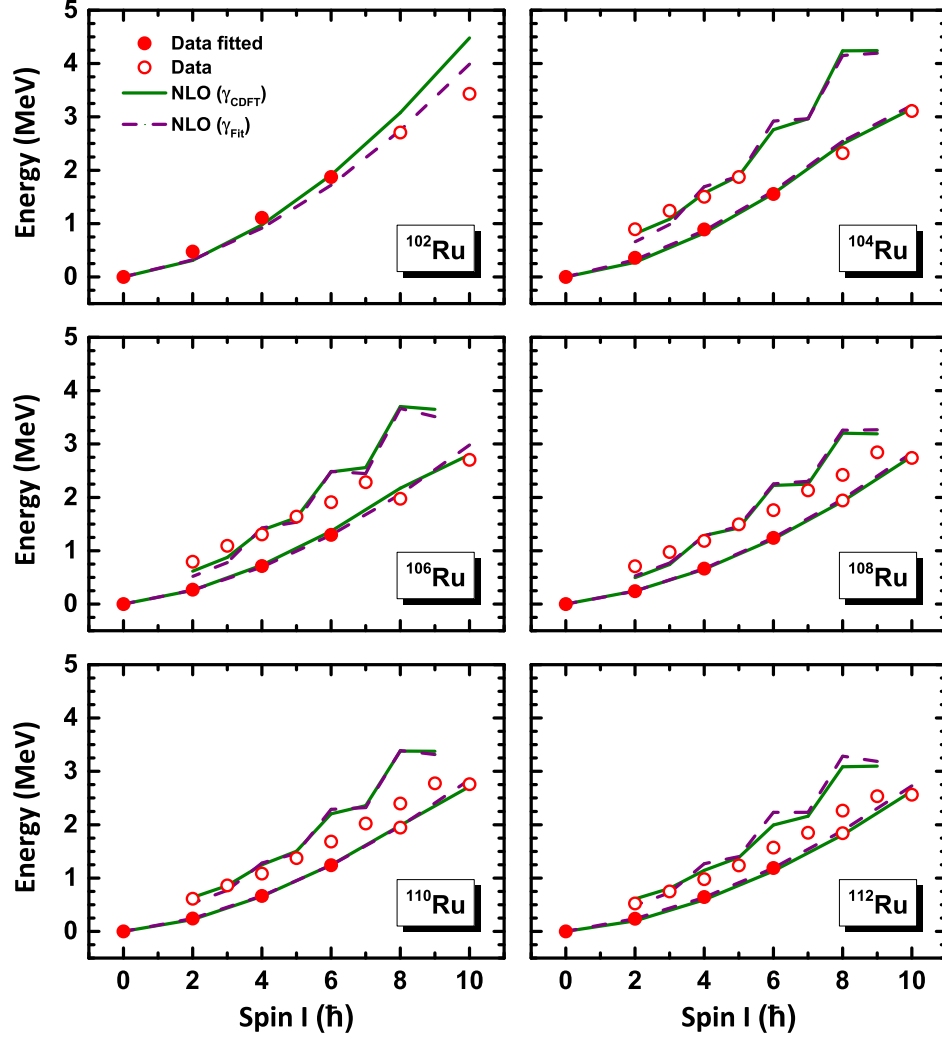 5
4
3
2
1
0
Energy (MeV)
Data fitted
Data
NLO (γCDFT)
NLO (γFit)
102Ru
104Ru
5
4
3
2
1
0
Energy (MeV)
106Ru
108Ru
5
4
3
2
1
0
Energy (MeV)
110Ru
112Ru
0 2 4 6 8 10
0 2 4 6 8 10
Spin I (ħ)
Spin I (ħ)